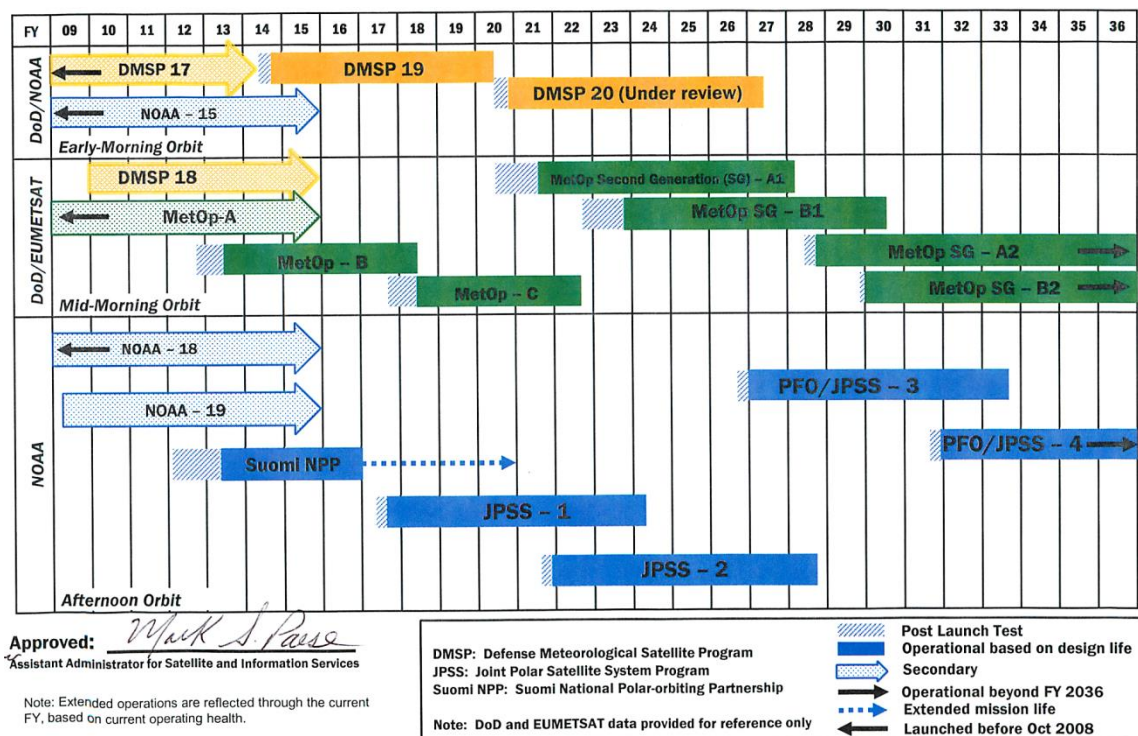 FY 09 10 11 12 13 14 15 16 17 18 19 20 21 22 23 24 25 26 27 28 29 30 31 32 33 34 35 36
DoD/NOAA
DMSP 17
DMSP 19
DMSP 20 (Under review)
NOAA – 15
Early-Morning Orbit
DoD/EUMETSAT
DMSP 18
MetOp Second Generation (SG) – A1
MetOp-A
MetOp SG – B1
MetOp – B
MetOp SG – A2
MetOp – C
MetOp SG – B2
Mid-Morning Orbit
NOAA
NOAA – 18
PFO/JPSS – 3
NOAA – 19
PFO/JPSS – 4
Suomi NPP
JPSS – 1
JPSS – 2
Afternoon Orbit
Approved: Mark S. Paese
Assistant Administrator for Satellite and Information Services
Note: Extended operations are reflected through the current
FY, based on current operating health.
DMSP: Defense Meteorological Satellite Program
JPSS: Joint Polar Satellite System Program
Suomi NPP: Suomi National Polar-orbiting Partnership
Note: DoD and EUMETSAT data provided for reference only
Post Launch Test
Operational based on design life
Secondary
Operational beyond FY 2036
Extended mission life
Launched before Oct 2008